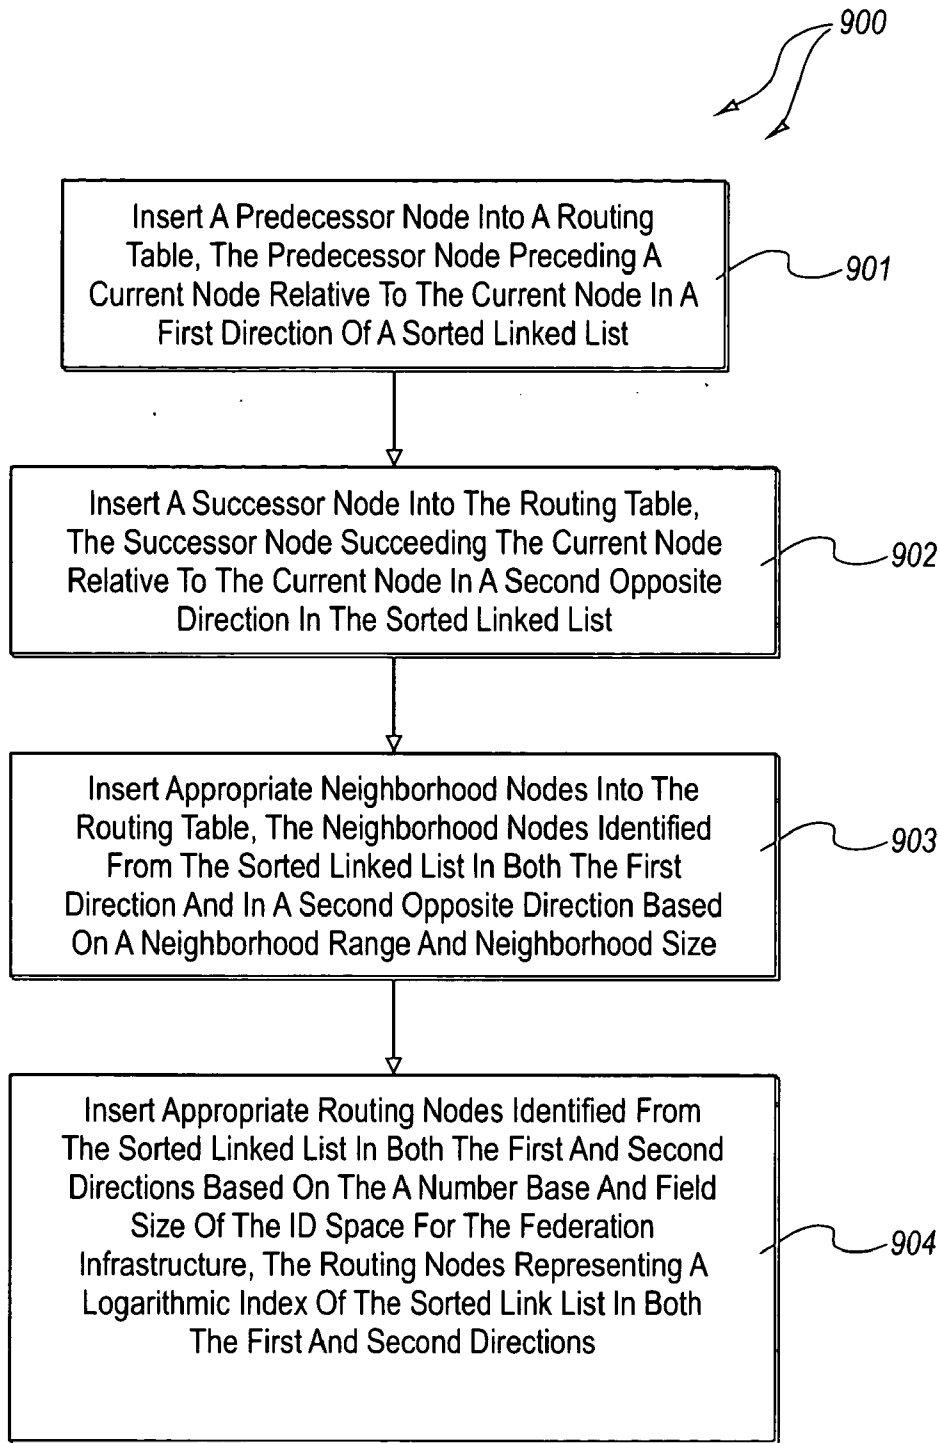 900
Insert A Predecessor Node Into A Routing
Table, The Predecessor Node Preceding A
Current Node Relative To The Current Node In A
First Direction Of A Sorted Linked List
901
Insert A Successor Node Into The Routing Table,
The Successor Node Succeeding The Current Node
Relative To The Current Node In A Second Opposite
Direction In The Sorted Linked List
902
Insert Appropriate Neighborhood Nodes Into The
Routing Table, The Neighborhood Nodes Identified
From The Sorted Linked List In Both The First
Direction And In A Second Opposite Direction Based
On A Neighborhood Range And Neighborhood Size
903
Insert Appropriate Routing Nodes Identified From
The Sorted Linked List In Both The First And Second
Directions Based On The A Number Base And Field
Size Of The ID Space For The Federation
Infrastructure, The Routing Nodes Representing A
Logarithmic Index Of The Sorted Link List In Both
The First And Second Directions
904